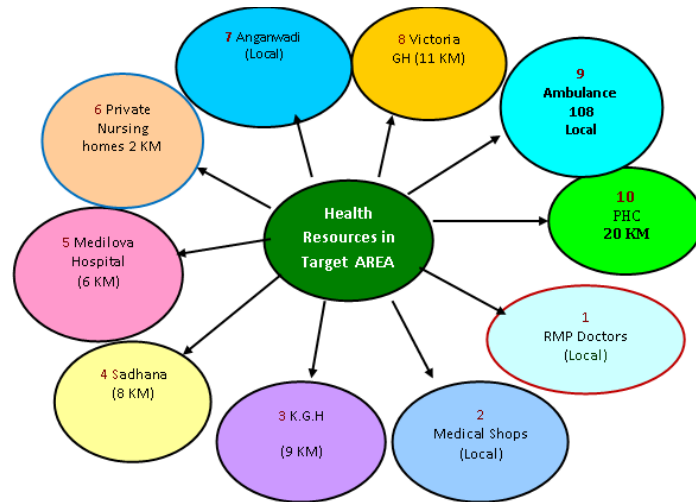 7 Anganwadi
(Local)
8 Victoria
GH (11 KM)
9
Ambulance
108
Local
6 Private
Nursing
homes 2 KM
10
PHC
20 KM
Health
Resources in
Target AREA
5 Medilova
Hospital
(6 KM)
1
RMP Doctors
(Local)
4 Sadhana
(8 KM)
3 K.G.H
(9 KM)
2
Medical Shops
(Local)